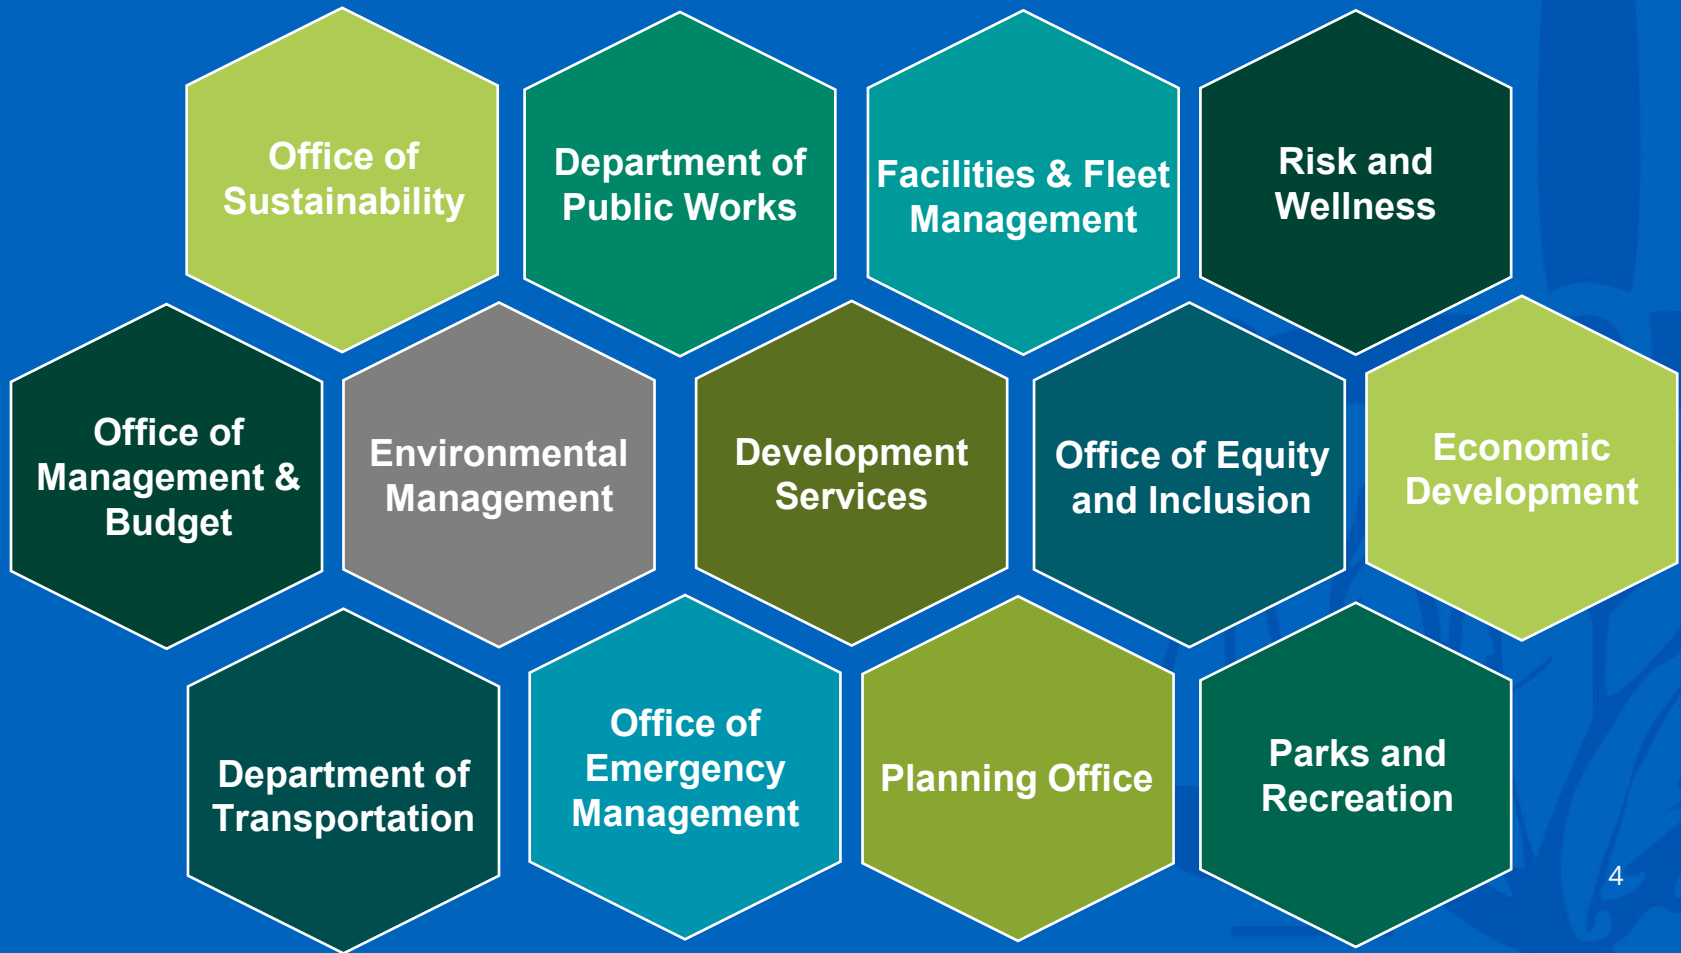 Office of
Sustainability
Department of
Public Works
Facilities & Fleet
Management
Risk and
Wellness
Office of
Management &
Budget
Environmental
Management
Development
Services
Office of Equity
and Inclusion
Economic
Development
Department of
Transportation
Office of
Emergency
Management
Planning Office
Parks and
Recreation
4